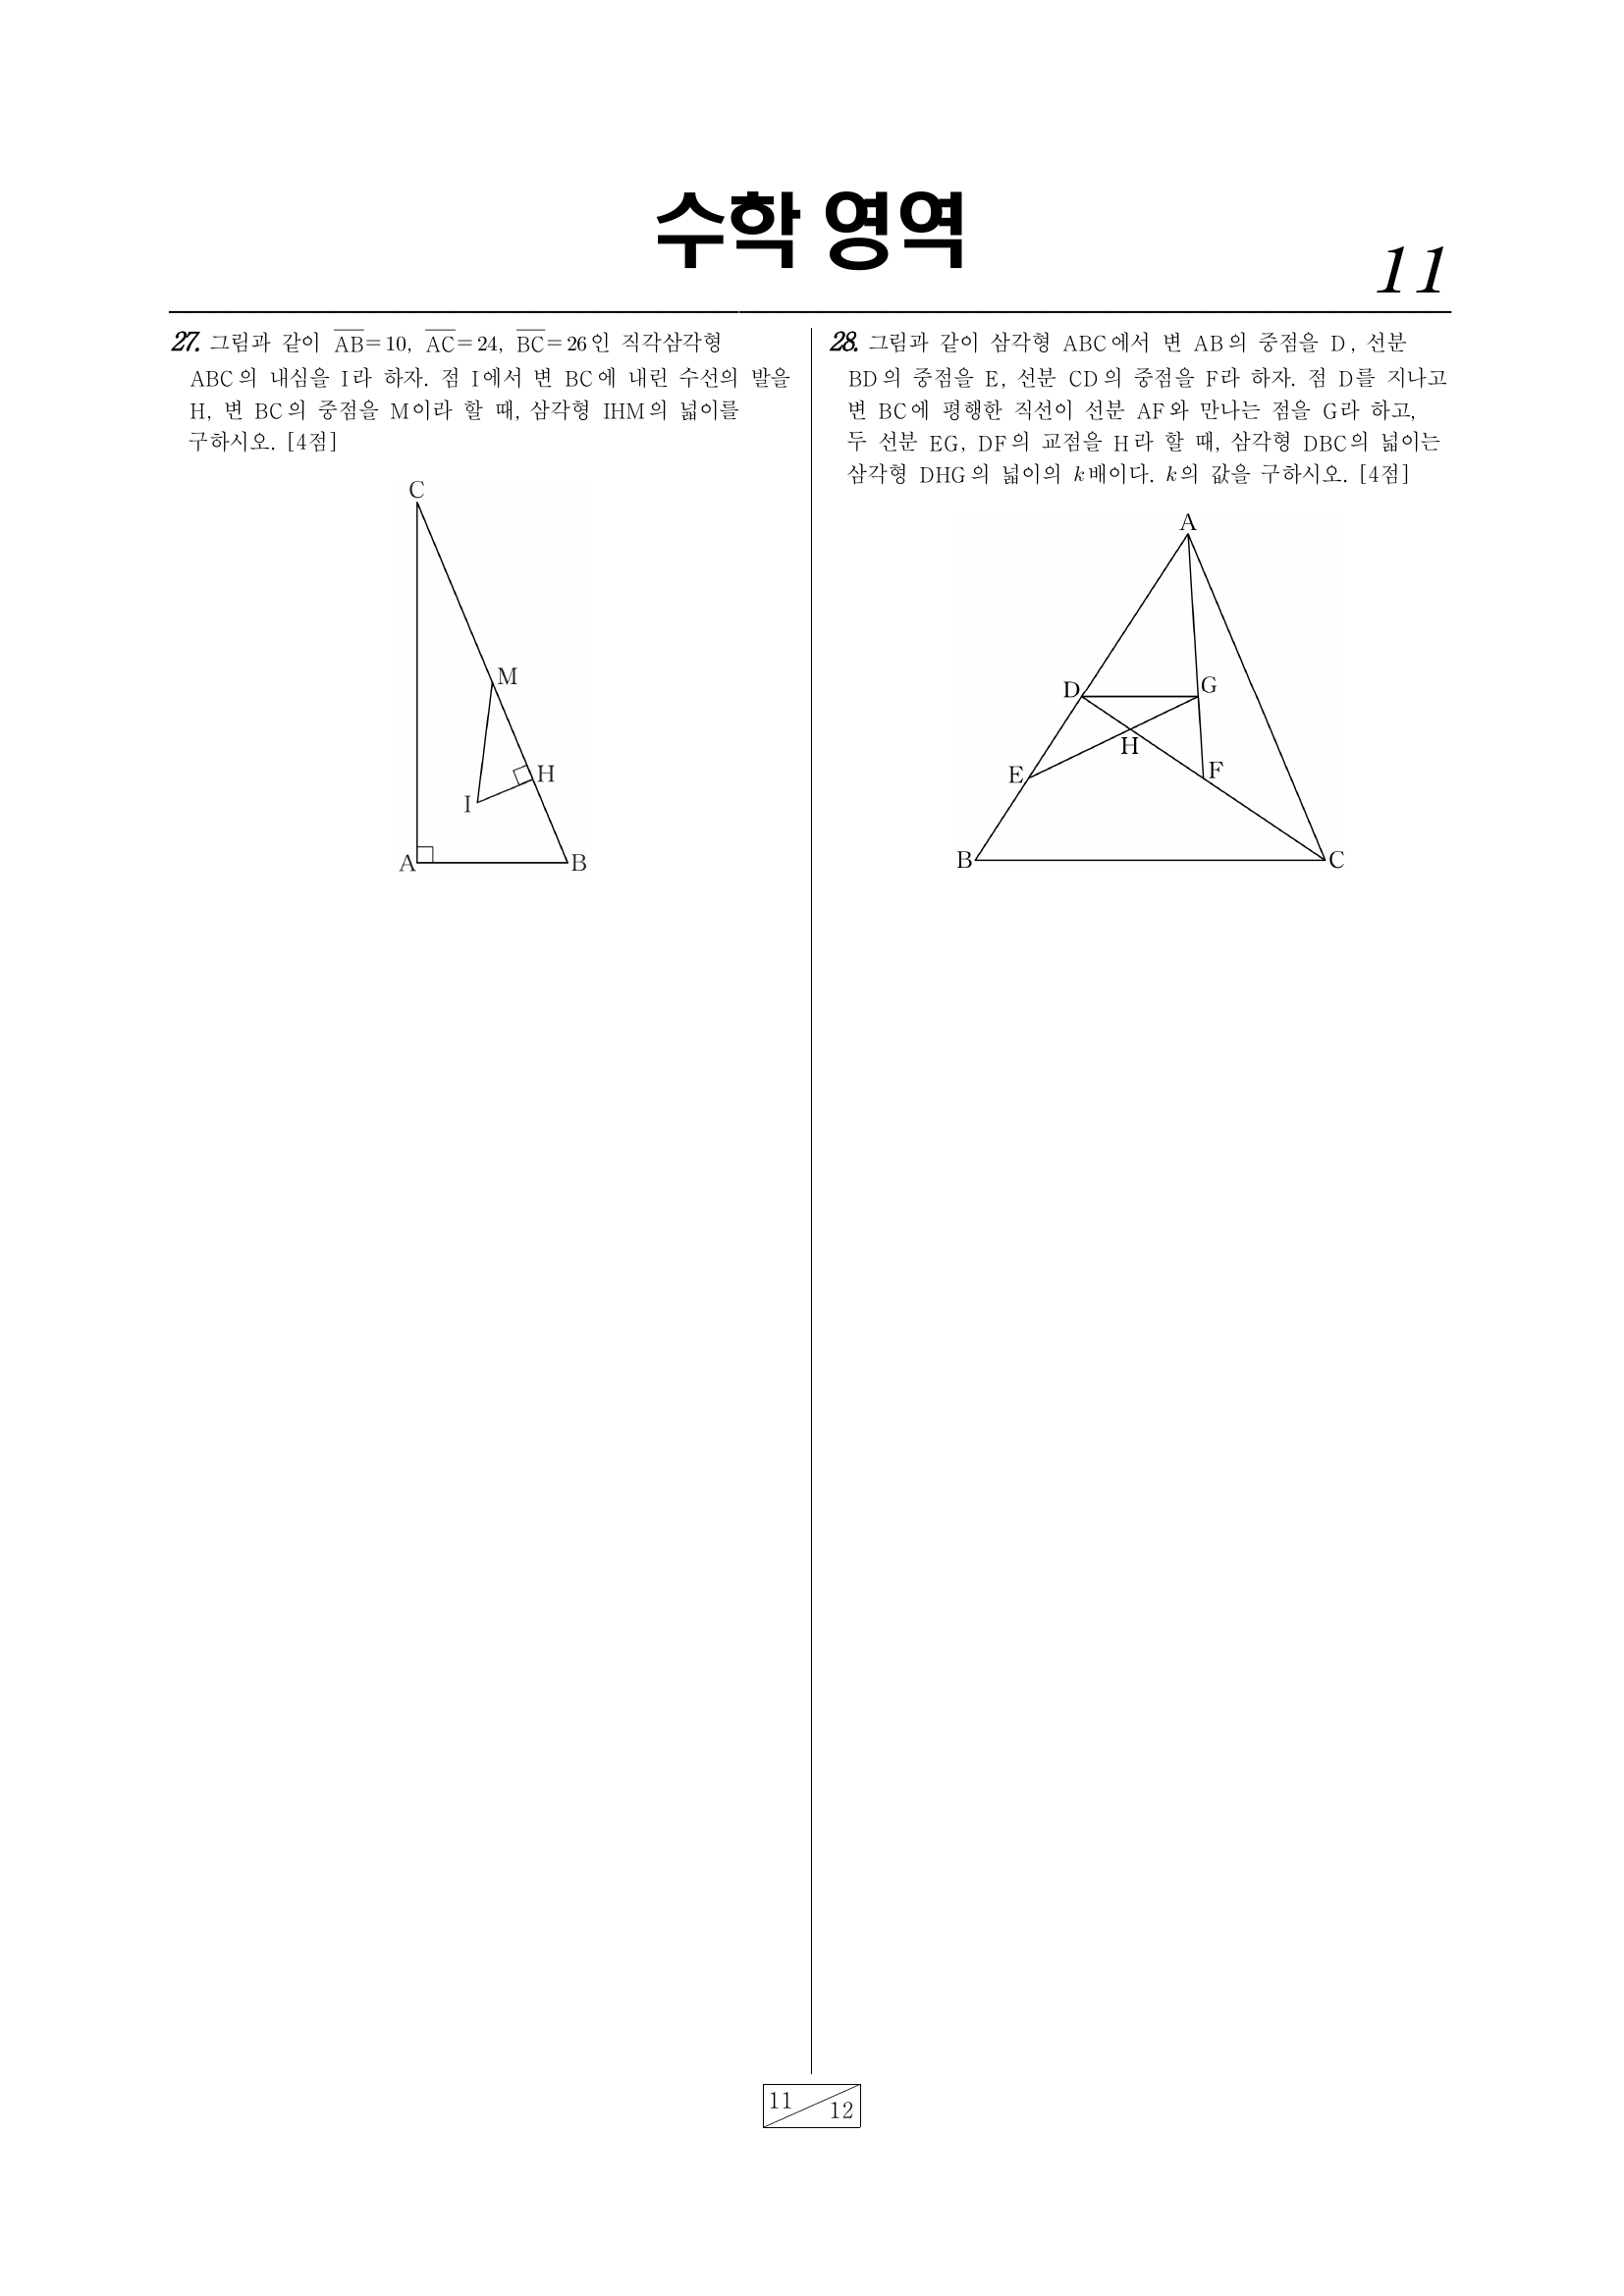 수학 영역
11
27. 그림과 같이 AB=10, AC=24, BC=26인 직각삼각형
ABC의 내심을 I라 하자. 점 I에서 변 BC에 내린 수선의 발을
H, 변 BC의 중점을 M이라 할 때, 삼각형 IHM의 넓이를
구하시오. [4점]
C
M
H
I
A
B
28. 그림과 같이 삼각형 ABC에서 변 AB의 중점을 D, 선분
BD의 중점을 E, 선분 CD의 중점을 F라 하자. 점 D를 지나고
변 BC에 평행한 직선이 선분 AF와 만나는 점을 G라 하고,
두 선분 EG, DF의 교점을 H라 할 때, 삼각형 DBC의 넓이는
삼각형 DHG의 넓이의 k배이다. k의 값을 구하시오. [4점]
A
D
G
H
E
F
B
C
11
12